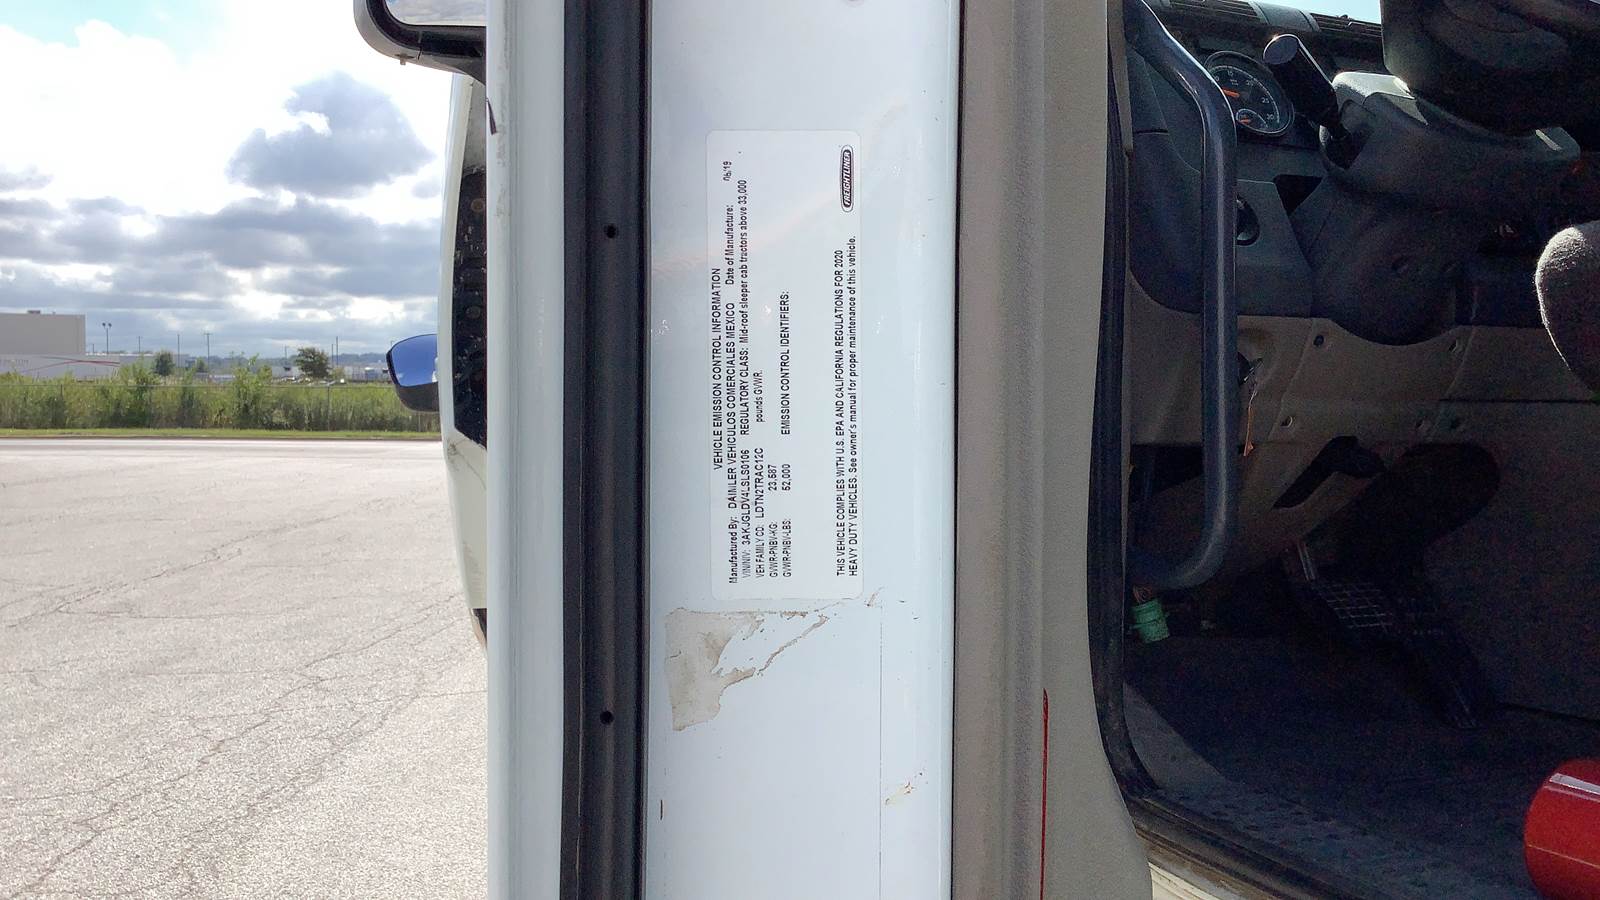 VEHICLE EMISSION CONTROL INFORMATION
Manufactured By: DAIMLER VEHICULOS COMERCIALES MEXICO Date of Manufacture: 06/19
VIN/NIV: 3AKJGLDV4LSLS0106 REGULATORY CLASS: Mid-roof sleeper cab tractors above 33,000
VEH FAMILY CD: LDTN2TRAC12C pounds GVWR.
GVWR-PNBV-KG: 23,587
GVWR-PNBV-LBS: 52,000 EMISSION CONTROL IDENTIFIERS:
THIS VEHICLE COMPLIES WITH U.S. EPA AND CALIFORNIA REGULATIONS FOR 2020
HEAVY DUTY VEHICLES. See owner's manual for proper maintenance of this vehicle.
FREIGHTLINER